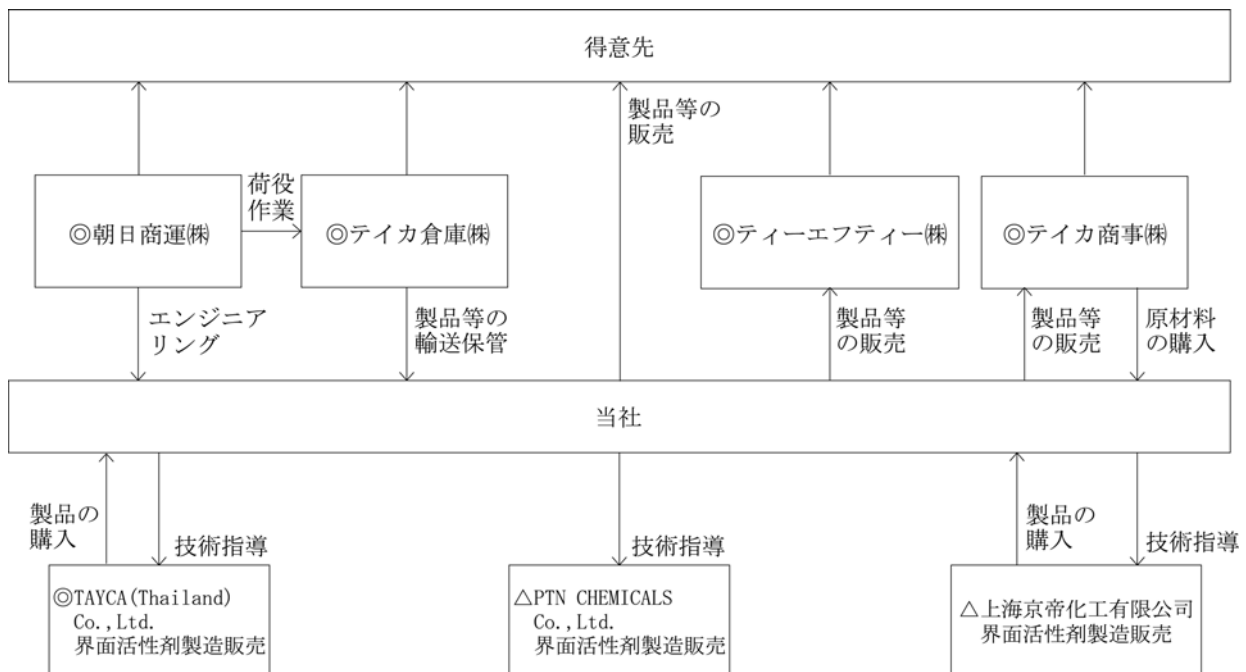 得意先
製品等の
販売
荷役
作業
◎朝日商運㈱
◎テイカ倉庫㈱
◎ティーエフティー㈱
◎テイカ商事㈱
エンジニア
リング
製品等の
輸送保管
製品等
の販売
製品等
の販売
原材料
の購入
当社
製品の
購入
技術指導
技術指導
製品の
購入
技術指導
◎TAYCA(Thailand)
Co.,Ltd.
界面活性剤製造販売
△PTN CHEMICALS
Co.,Ltd.
界面活性剤製造販売
△上海京帝化工有限公司
界面活性剤製造販売